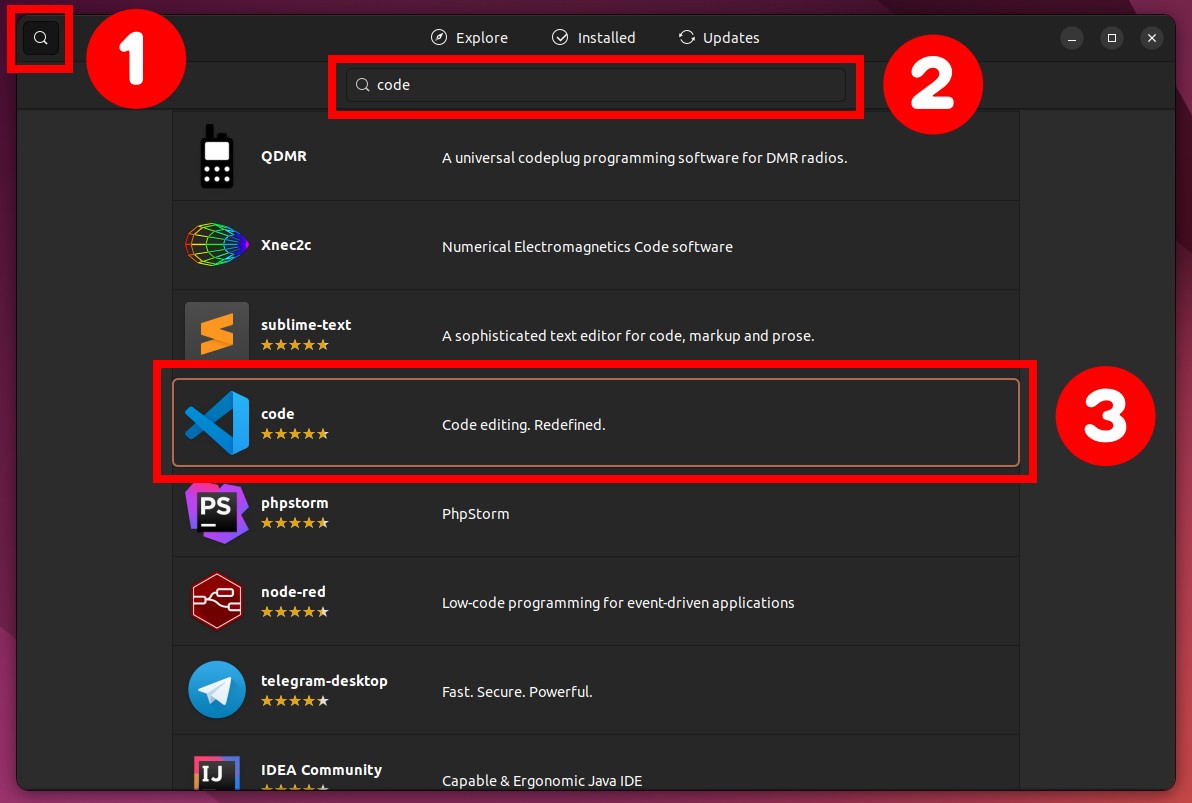 1
Explore Installed Updates
2
code
QDMR A universal codeplug programming software for DMR radios.
Xnec2c Numerical Electromagnetics Code software
sublime-text
A sophisticated text editor for code, markup and prose.
code
Code editing. Redefined.
3
PS
phpstorm
PhpStorm
node-red
Low-code programming for event-driven applications
telegram-desktop
Fast. Secure. Powerful.
IJ
IDEA Community
Capable & Ergonomic Java IDE